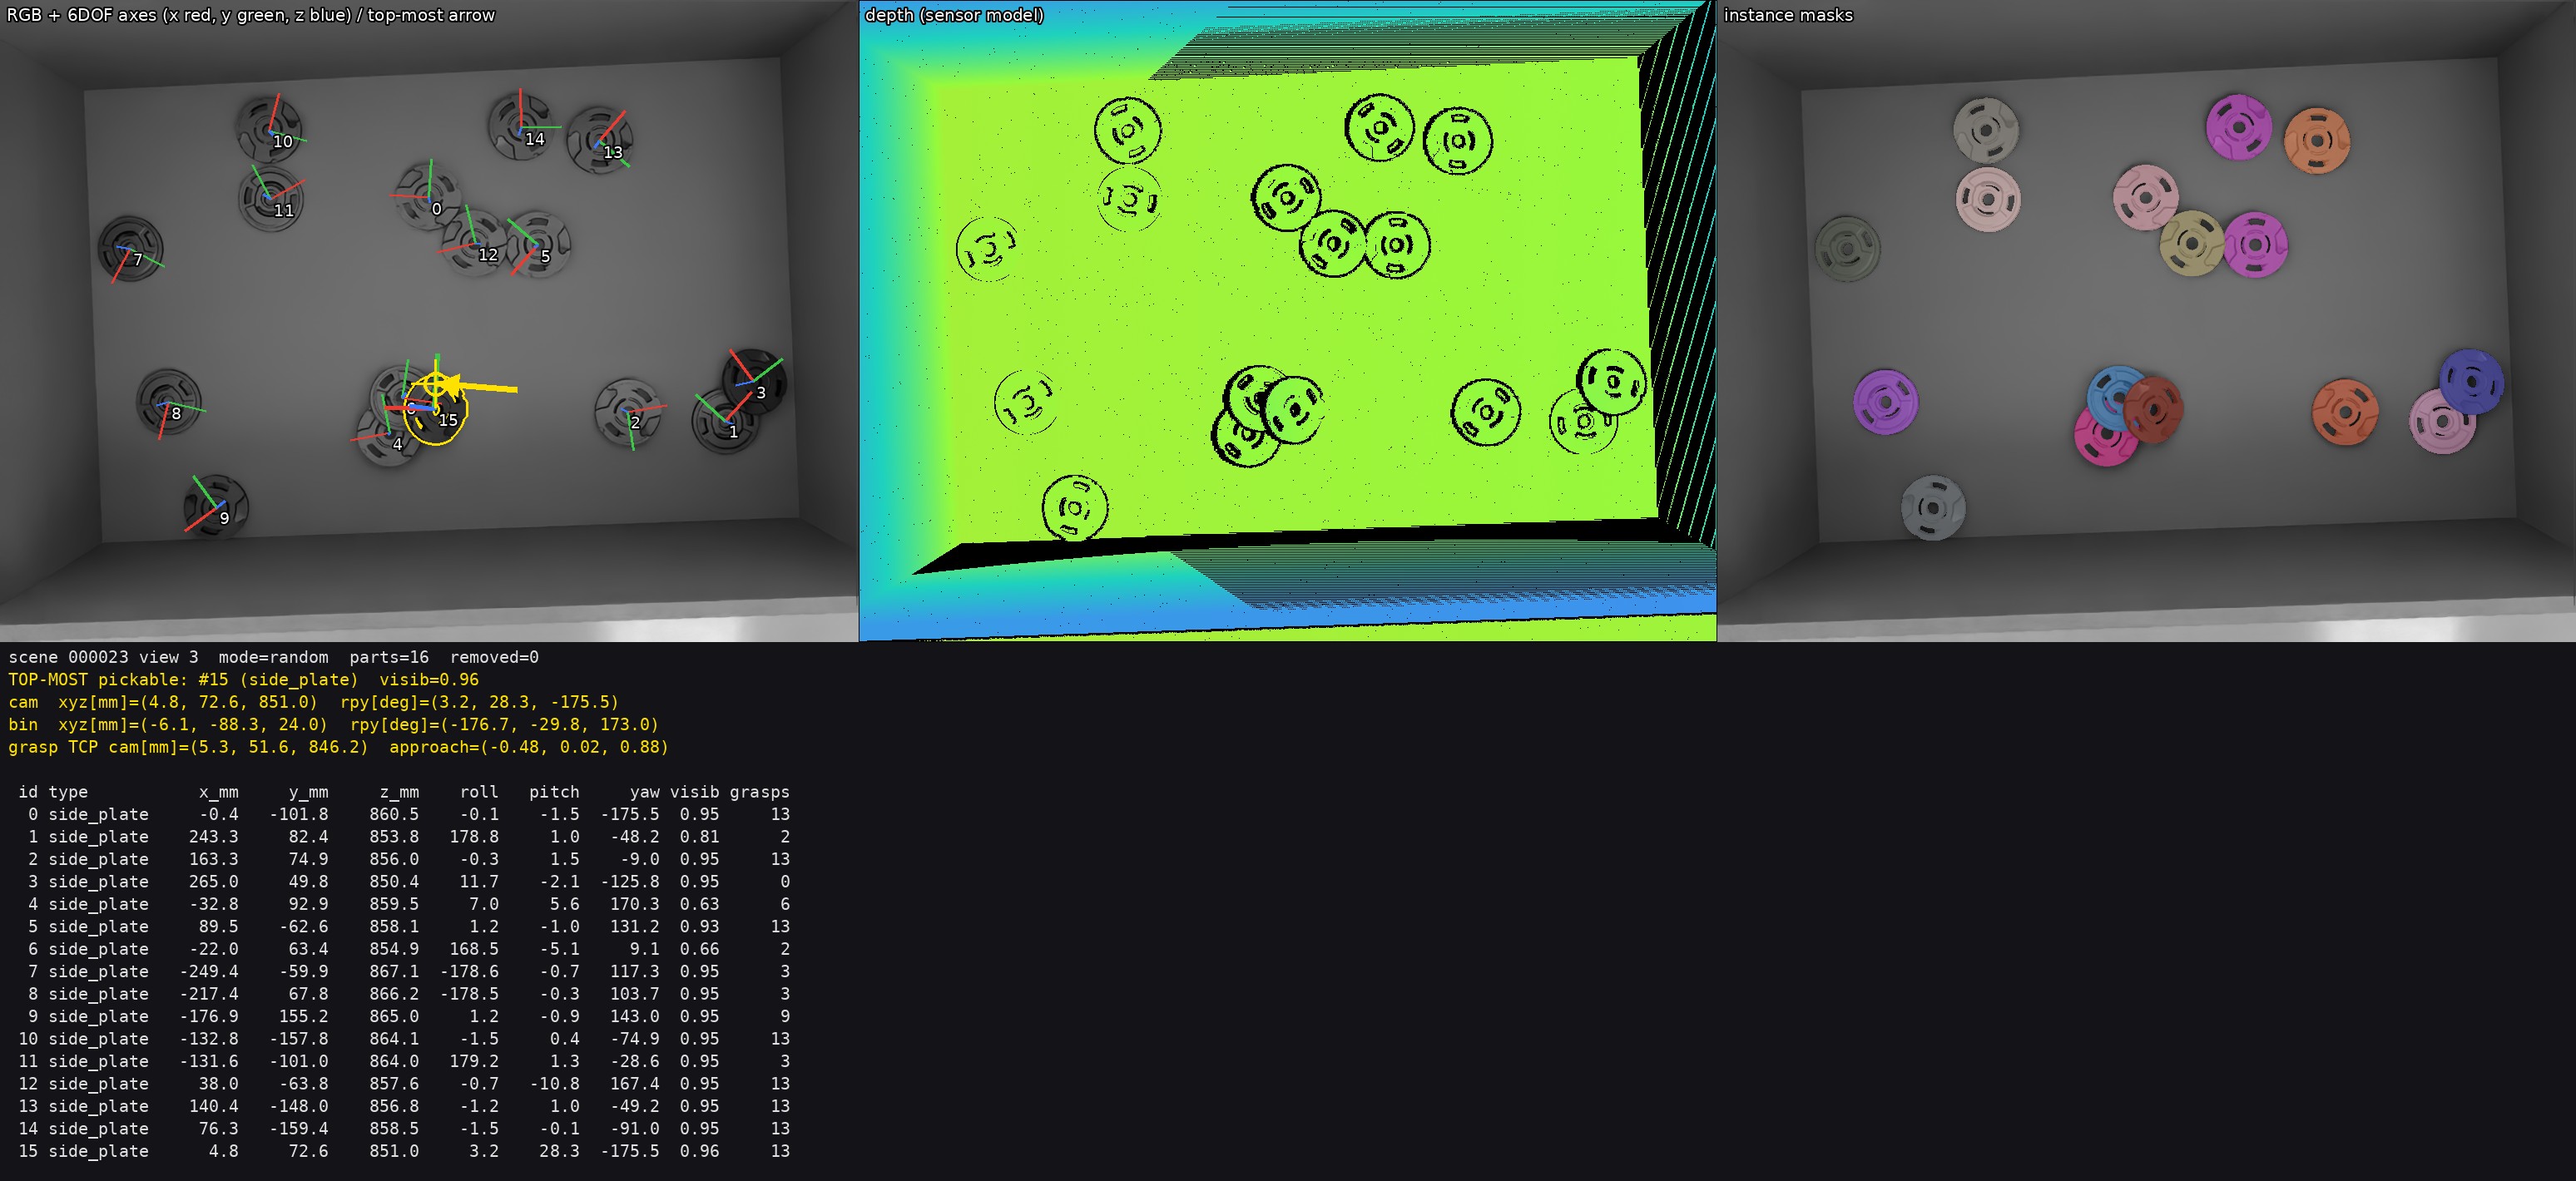 RGB + 6DOF axes (x red, y green, z blue) / top-most arrow
depth (sensor model)
instance masks
10
14
13
11
0
12
5
7
3
8
15
2
1
4
9
scene 000023 view 3  mode=random  parts=16  removed=0
TOP-MOST pickable: #15 (side_plate)  visib=0.96
cam  xyz[mm]=(4.8, 72.6, 851.0)  rpy[deg]=(3.2, 28.3, -175.5)
bin  xyz[mm]=(-6.1, -88.3, 24.0)  rpy[deg]=(-176.7, -29.8, 173.0)
grasp TCP cam[mm]=(5.3, 51.6, 846.2)  approach=(-0.48, 0.02, 0.88)
id type x_mm y_mm z_mm roll pitch yaw visib grasps
0 side_plate -0.4 -101.8 860.5 -0.1 -1.5 -175.5 0.95 13
1 side_plate 243.3 82.4 853.8 178.8 1.0 -48.2 0.81 2
2 side_plate 163.3 74.9 856.0 -0.3 1.5 -9.0 0.95 13
3 side_plate 265.0 49.8 850.4 11.7 -2.1 -125.8 0.95 0
4 side_plate -32.8 92.9 859.5 7.0 5.6 170.3 0.63 6
5 side_plate 89.5 -62.6 858.1 1.2 -1.0 131.2 0.93 13
6 side_plate -22.0 63.4 854.9 168.5 -5.1 9.1 0.66 2
7 side_plate -249.4 -59.9 867.1 -178.6 -0.7 117.3 0.95 3
8 side_plate -217.4 67.8 866.2 -178.5 -0.3 103.7 0.95 3
9 side_plate -176.9 155.2 865.0 1.2 -0.9 143.0 0.95 9
10 side_plate -132.8 -157.8 864.1 -1.5 0.4 -74.9 0.95 13
11 side_plate -131.6 -101.0 864.0 179.2 1.3 -28.6 0.95 3
12 side_plate 38.0 -63.8 857.6 -0.7 -10.8 167.4 0.95 13
13 side_plate 140.4 -148.0 856.8 -1.2 1.0 -49.2 0.95 13
14 side_plate 76.3 -159.4 858.5 -1.5 -0.1 -91.0 0.95 13
15 side_plate 4.8 72.6 851.0 3.2 28.3 -175.5 0.96 13